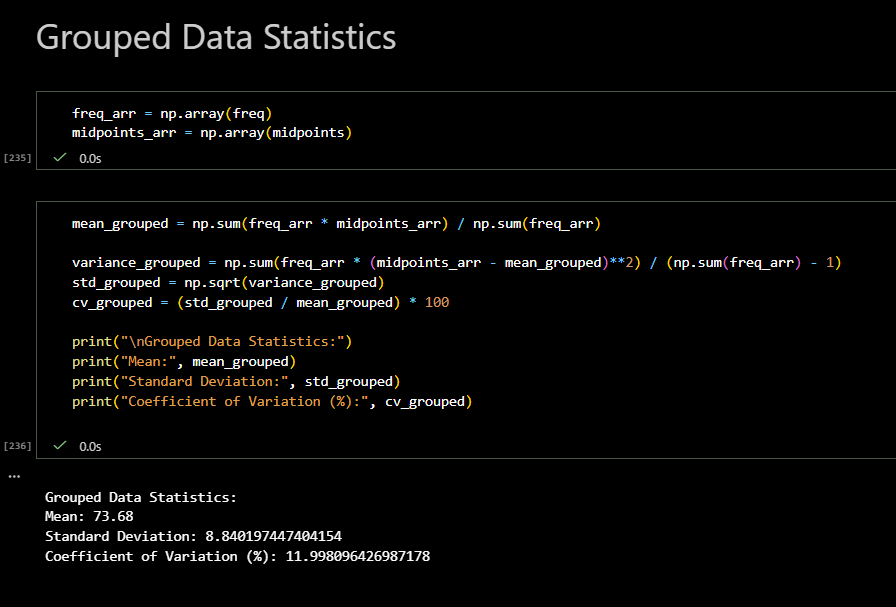 Grouped Data Statistics
freq_arr = np.array(freq)
midpoints_arr = np.array(midpoints)
[235]
0.0s
mean_grouped = np.sum(freq_arr * midpoints_arr) / np.sum(freq_arr)
variance_grouped = np.sum(freq_arr * (midpoints_arr - mean_grouped)**2) / (np.sum(freq_arr) - 1)
std_grouped = np.sqrt(variance_grouped)
cv_grouped = (std_grouped / mean_grouped) * 100
print("\nGrouped Data Statistics:")
print("Mean:", mean_grouped)
print("Standard Deviation:", std_grouped)
print("Coefficient of Variation (%):", cv_grouped)
[236]
0.0s
...
Grouped Data Statistics:
Mean: 73.68
Standard Deviation: 8.840197447404154
Coefficient of Variation (%): 11.998096426987178